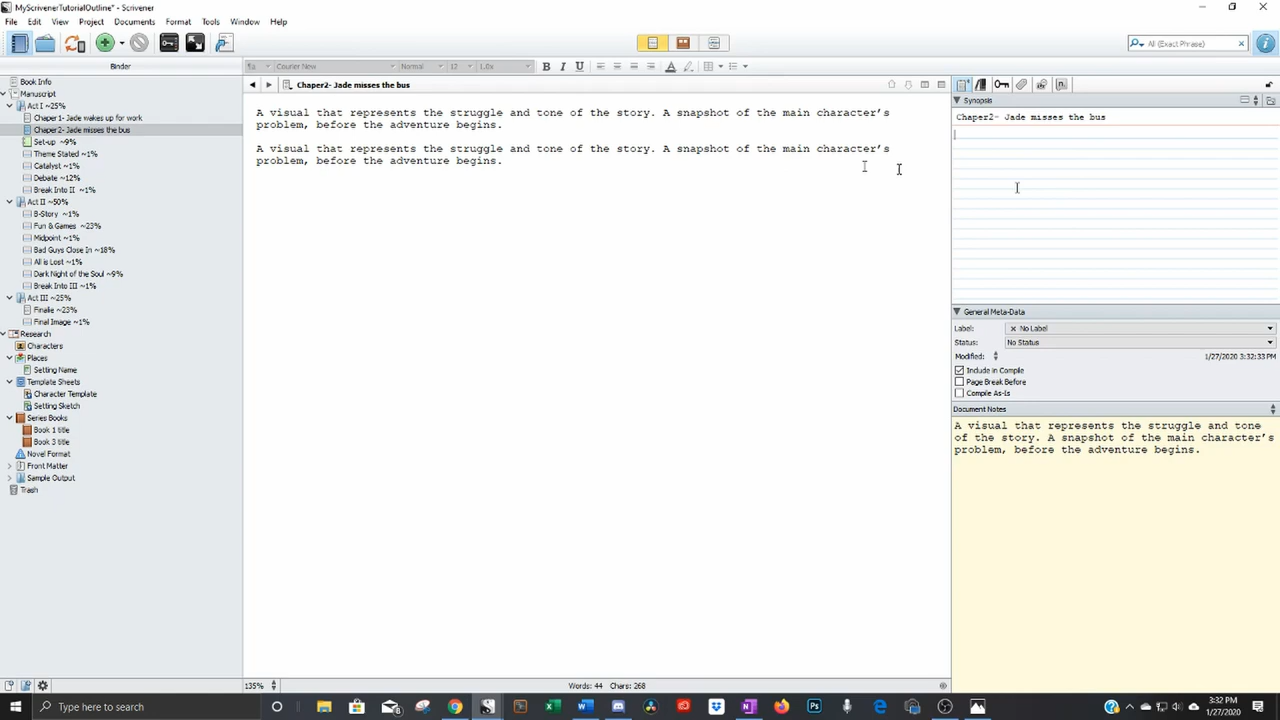 MyScrivenerTutorialOutline* - Scrivener
File Edit View Project Documents Format Tools Window Help
All (Exact Phrase)
Binder
Courier New Normal 12 1.0x B I U A
Book Info
Manuscript
Act I ~25%
Chaper1- Jade wakes up for work
Chaper2- Jade misses the bus
Set-up ~9%
Theme Stated ~1%
Catalyst ~1%
Debate ~12%
Break Into II ~1%
Act II ~50%
B-Story ~1%
Fun & Games ~23%
Midpoint ~1%
Bad Guys Close In ~18%
All is Lost ~1%
Dark Night of the Soul ~9%
Break Into III ~1%
Act III ~25%
Finalie ~23%
Final Image ~1%
Research
Characters
Places
Setting Name
Template Sheets
Character Template
Setting Sketch
Series Books
Book 1 title
Book 3 title
Novel Format
Front Matter
Sample Output
Trash
Chaper2- Jade misses the bus
A visual that represents the struggle and tone of the story. A snapshot of the main character’s
problem, before the adventure begins.
A visual that represents the struggle and tone of the story. A snapshot of the main character’s
problem, before the adventure begins.
135%
Words: 44 Chars: 268
Synopsis
Chaper2- Jade misses the bus
General Meta-Data
Label: No Label
Status: No Status
Modified: 1/27/2020 3:32:33 PM
Include in Compile
Page Break Before
Compile As-Is
Document Notes
A visual that represents the struggle and tone
of the story. A snapshot of the main character’s
problem, before the adventure begins.
Type here to search
3:32 PM
1/27/2020